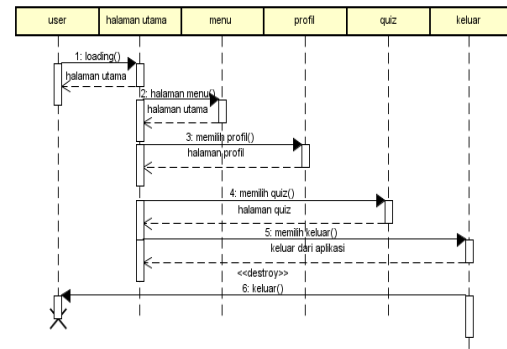 user halaman utama menu profil quiz keluar
1: loading()
halaman utama
2: halaman menu()
halaman utama
3: memilih profil()
halaman profil
4: memilih quiz()
halaman quiz
5: memilih keluar()
keluar dari aplikasi
<<destroy>>
6: keluar()